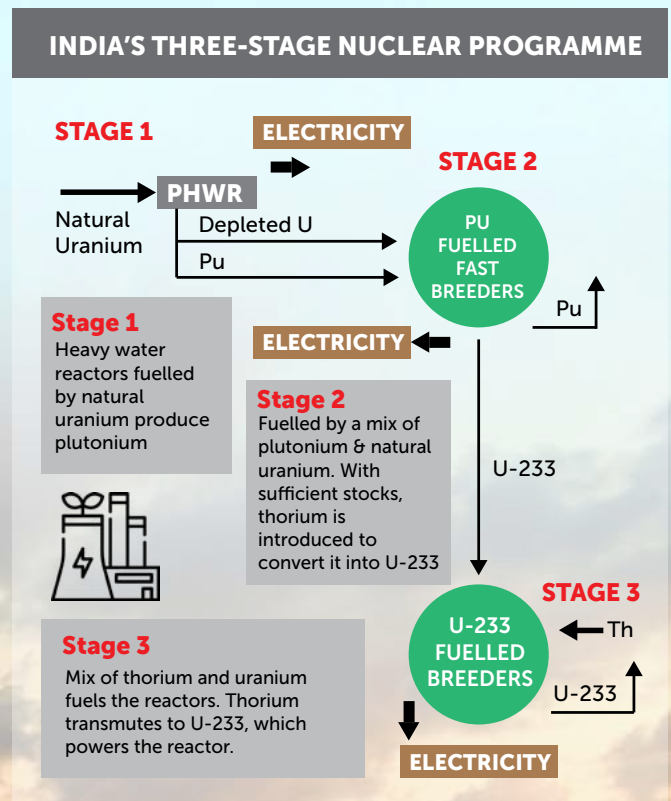 INDIA'S THREE-STAGE NUCLEAR PROGRAMME
STAGE 1
ELECTRICITY
STAGE 2
PHWR
Natural
Uranium
Depleted U
Pu
PU
FUELLED
FAST
BREEDERS
Pu
ELECTRICITY
Stage 1
Heavy water
reactors fuelled
by natural
uranium produce
plutonium
Stage 2
Fuelled by a mix of
plutonium & natural
uranium. With
sufficient stocks,
thorium is
introduced to
convert it into U-233
U-233
STAGE 3
U-233
FUELLED
BREEDERS
Th
U-233
Stage 3
Mix of thorium and uranium
fuels the reactors. Thorium
transmutes to U-233, which
powers the reactor.
ELECTRICITY